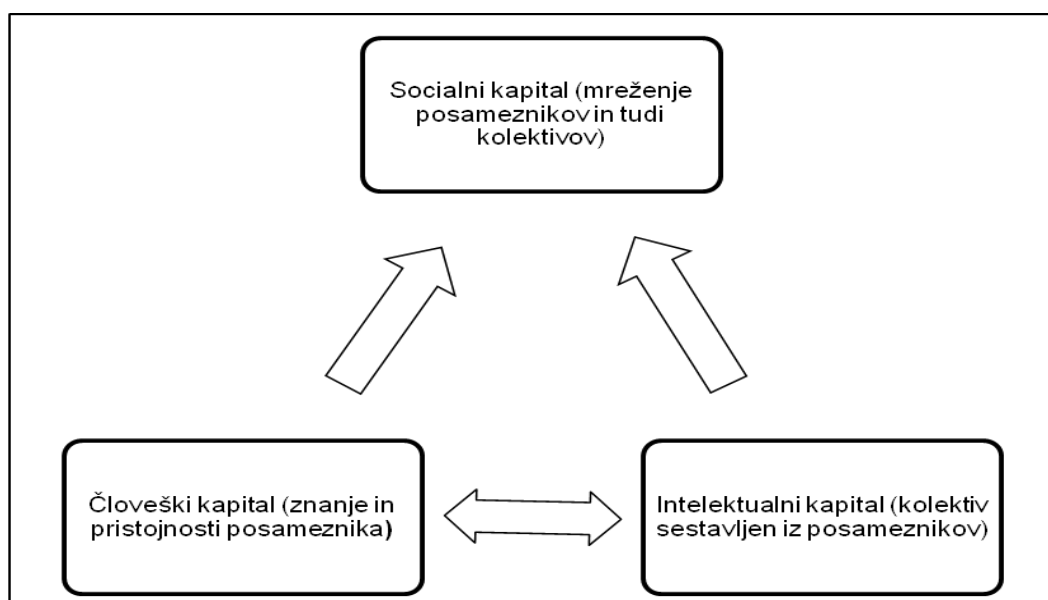 Socialni kapital (mreženje
posameznikov in tudi
kolektivov)
Človeški kapital (znanje in
pristojnosti posameznika)
Intelektualni kapital (kolektiv
sestavljen iz posameznikov)